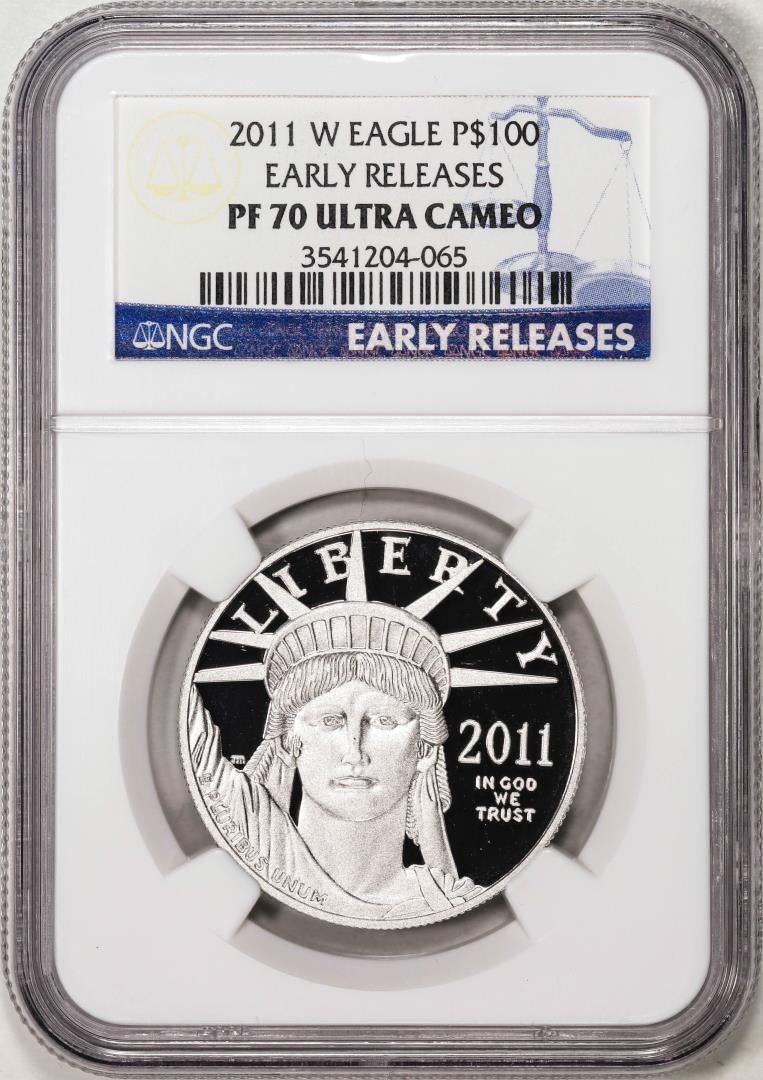 2011 W EAGLE P$100
EARLY RELEASES
PF 70 ULTRA CAMEO
3541204-065
NGC
EARLY RELEASES
LIBERTY
2011
IN GOD
WE
TRUST
E PLURIBUS UNUM